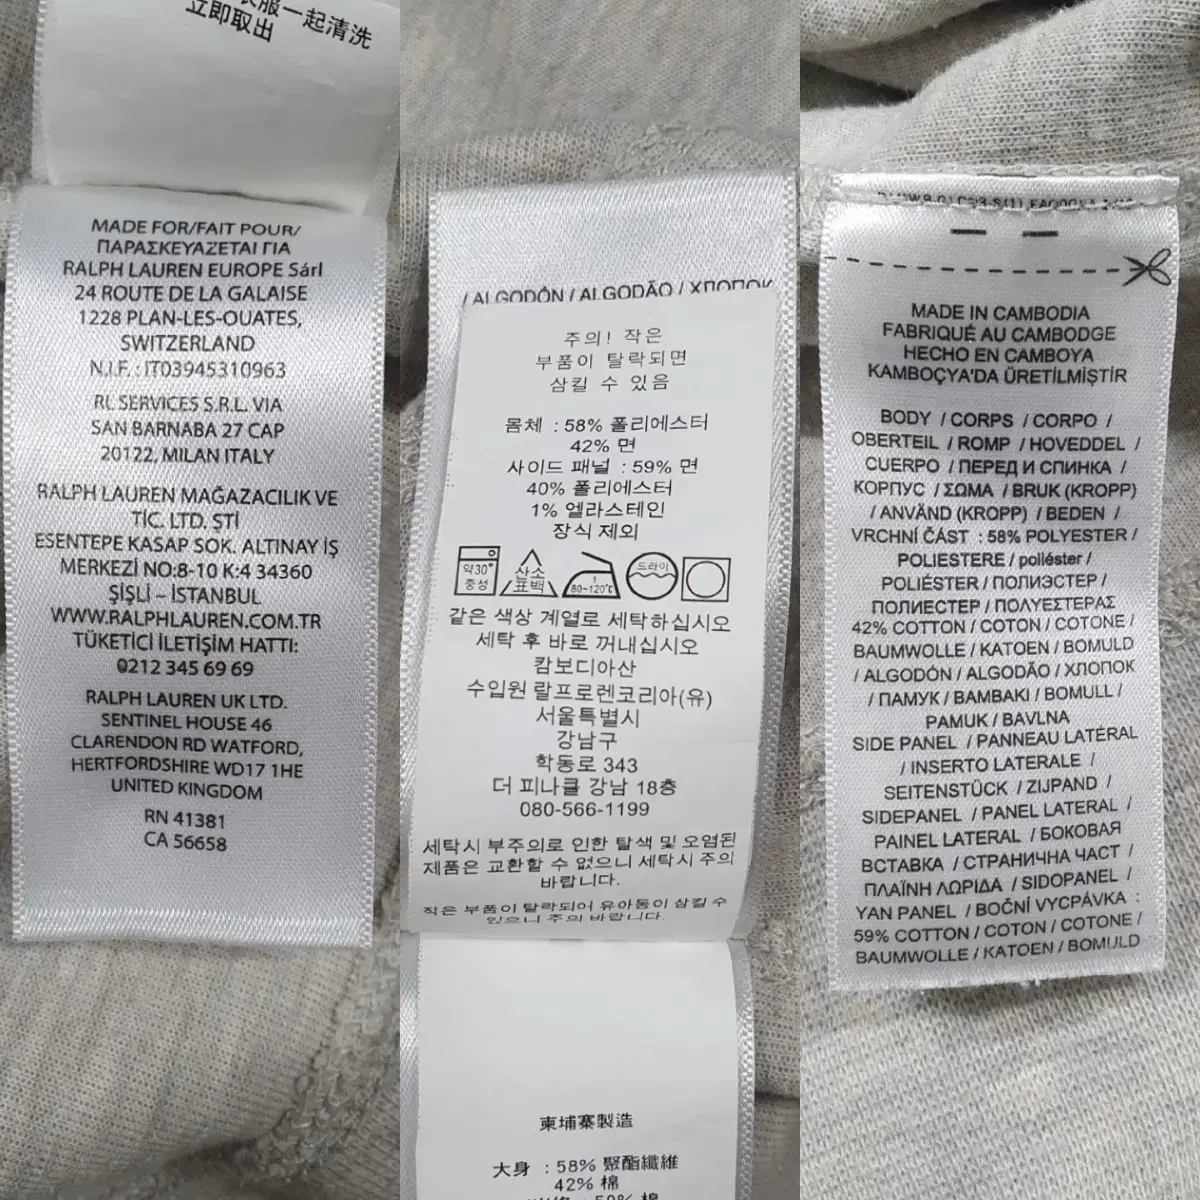 服一起清洗
立即取出
MADE FOR/FAIT POUR/
ΠΑΡΑΣΚΕΥΑΖΕΤΑΙ ΓΙΑ
RALPH LAUREN EUROPE Sárl
24 ROUTE DE LA GALAISE
1228 PLAN-LES-OUATES,
SWITZERLAND
N.I.F. : IT03945310963
RL SERVICES S.R.L. VIA
SAN BARNABA 27 CAP
20122, MILAN ITALY
RALPH LAUREN MAĞAZACILIK VE
TİC. LTD. ŞTİ
ESENTEPE KASAP SOK. ALTINAY İŞ
MERKEZİ NO:8-10 K:4 34360
ŞİŞLİ – İSTANBUL
WWW.RALPHLAUREN.COM.TR
TÜKETİCİ İLETİŞİM HATTI:
0212 345 69 69
RALPH LAUREN UK LTD.
SENTINEL HOUSE 46
CLARENDON RD WATFORD,
HERTFORDSHIRE WD17 1HE
UNITED KINGDOM
RN 41381
CA 56658
/ ALGODÓN / ALGODÃO / ХЛОПОК
주의! 작은
부품이 탈락되면
삼킬 수 있음
몸체 : 58% 폴리에스터
42% 면
사이드 패널 : 59% 면
40% 폴리에스터
1% 엘라스테인
장식 제외
약30° 중성 산소 표백 1 80~120℃ 드라이
같은 색상 계열로 세탁하십시오
세탁 후 바로 꺼내십시오
캄보디아산
수입원 랄프로렌코리아(유)
서울특별시
강남구
학동로 343
더 피나클 강남 18층
080-566-1199
세탁시 부주의로 인한 탈색 및 오염된
제품은 교환할 수 없으니 세탁시 주의
바랍니다.
작은 부품이 탈락되어 유아동이 삼킬 수
있으니 주의 바랍니다.
柬埔寨製造
大身 : 58% 聚酯纖維
42% 棉
59% 棉
MADE IN CAMBODIA
FABRIQUÉ AU CAMBODGE
HECHO EN CAMBOYA
KAMBOÇYA'DA ÜRETİLMİŞTİR
BODY / CORPS / CORPO /
OBERTEIL / ROMP / HOVEDDEL /
CUERPO / ПЕРЕД И СПИНКА /
КОРПУС / ΣΩΜΑ / BRUK (KROPP)
/ ANVÄND (KROPP) / BEDEN /
VRCHNÍ ČÁST : 58% POLYESTER /
POLIESTERE / poliéster /
POLIÉSTER / ПОЛИЭСТЕР /
ПОЛИЕСТЕР / ΠΟΛΥΕΣΤΕΡΑΣ
42% COTTON / COTON / COTONE /
BAUMWOLLE / KATOEN / BOMULD
/ ALGODÓN / ALGODÃO / ХЛОПОК
/ ПАМУК / ΒΑΜΒΑΚΙ / BOMULL /
PAMUK / BAVLNA
SIDE PANEL / PANNEAU LATÉRAL
/ INSERTO LATERALE /
SEITENSTÜCK / ZIJPAND /
SIDEPANEL / PANEL LATERAL /
PAINEL LATERAL / БОКОВАЯ
ВСТАВКА / СТРАНИЧНА ЧАСТ /
ΠΛΑΪΝΗ ΛΩΡΙΔΑ / SIDOPANEL /
YAN PANEL / BOČNÍ VYCPÁVKA :
59% COTTON / COTON / COTONE /
BAUMWOLLE / KATOEN / BOMULD